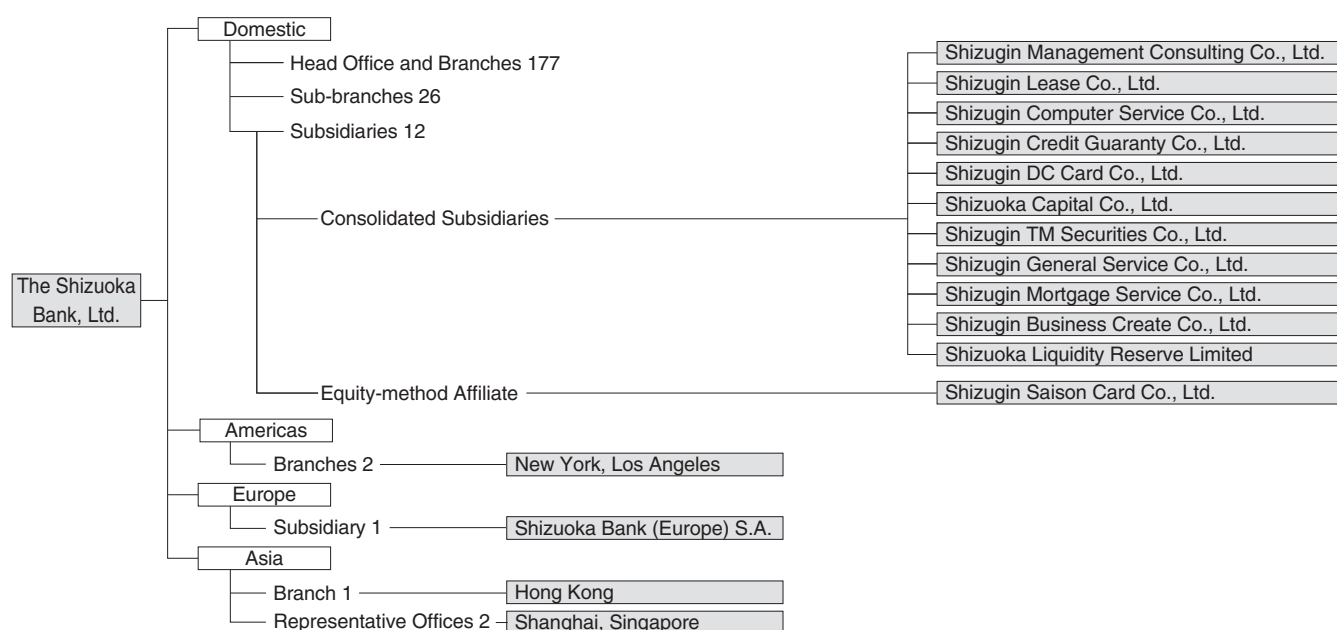 The Shizuoka
Bank, Ltd.
Domestic
Head Office and Branches 177
Sub-branches 26
Subsidiaries 12
Consolidated Subsidiaries
Shizugin Management Consulting Co., Ltd.
Shizugin Lease Co., Ltd.
Shizugin Computer Service Co., Ltd.
Shizugin Credit Guaranty Co., Ltd.
Shizugin DC Card Co., Ltd.
Shizuoka Capital Co., Ltd.
Shizugin TM Securities Co., Ltd.
Shizugin General Service Co., Ltd.
Shizugin Mortgage Service Co., Ltd.
Shizugin Business Create Co., Ltd.
Shizuoka Liquidity Reserve Limited
Equity-method Affiliate
Shizugin Saison Card Co., Ltd.
Americas
Branches 2
New York, Los Angeles
Europe
Subsidiary 1
Shizuoka Bank (Europe) S.A.
Asia
Branch 1
Hong Kong
Representative Offices 2
Shanghai, Singapore